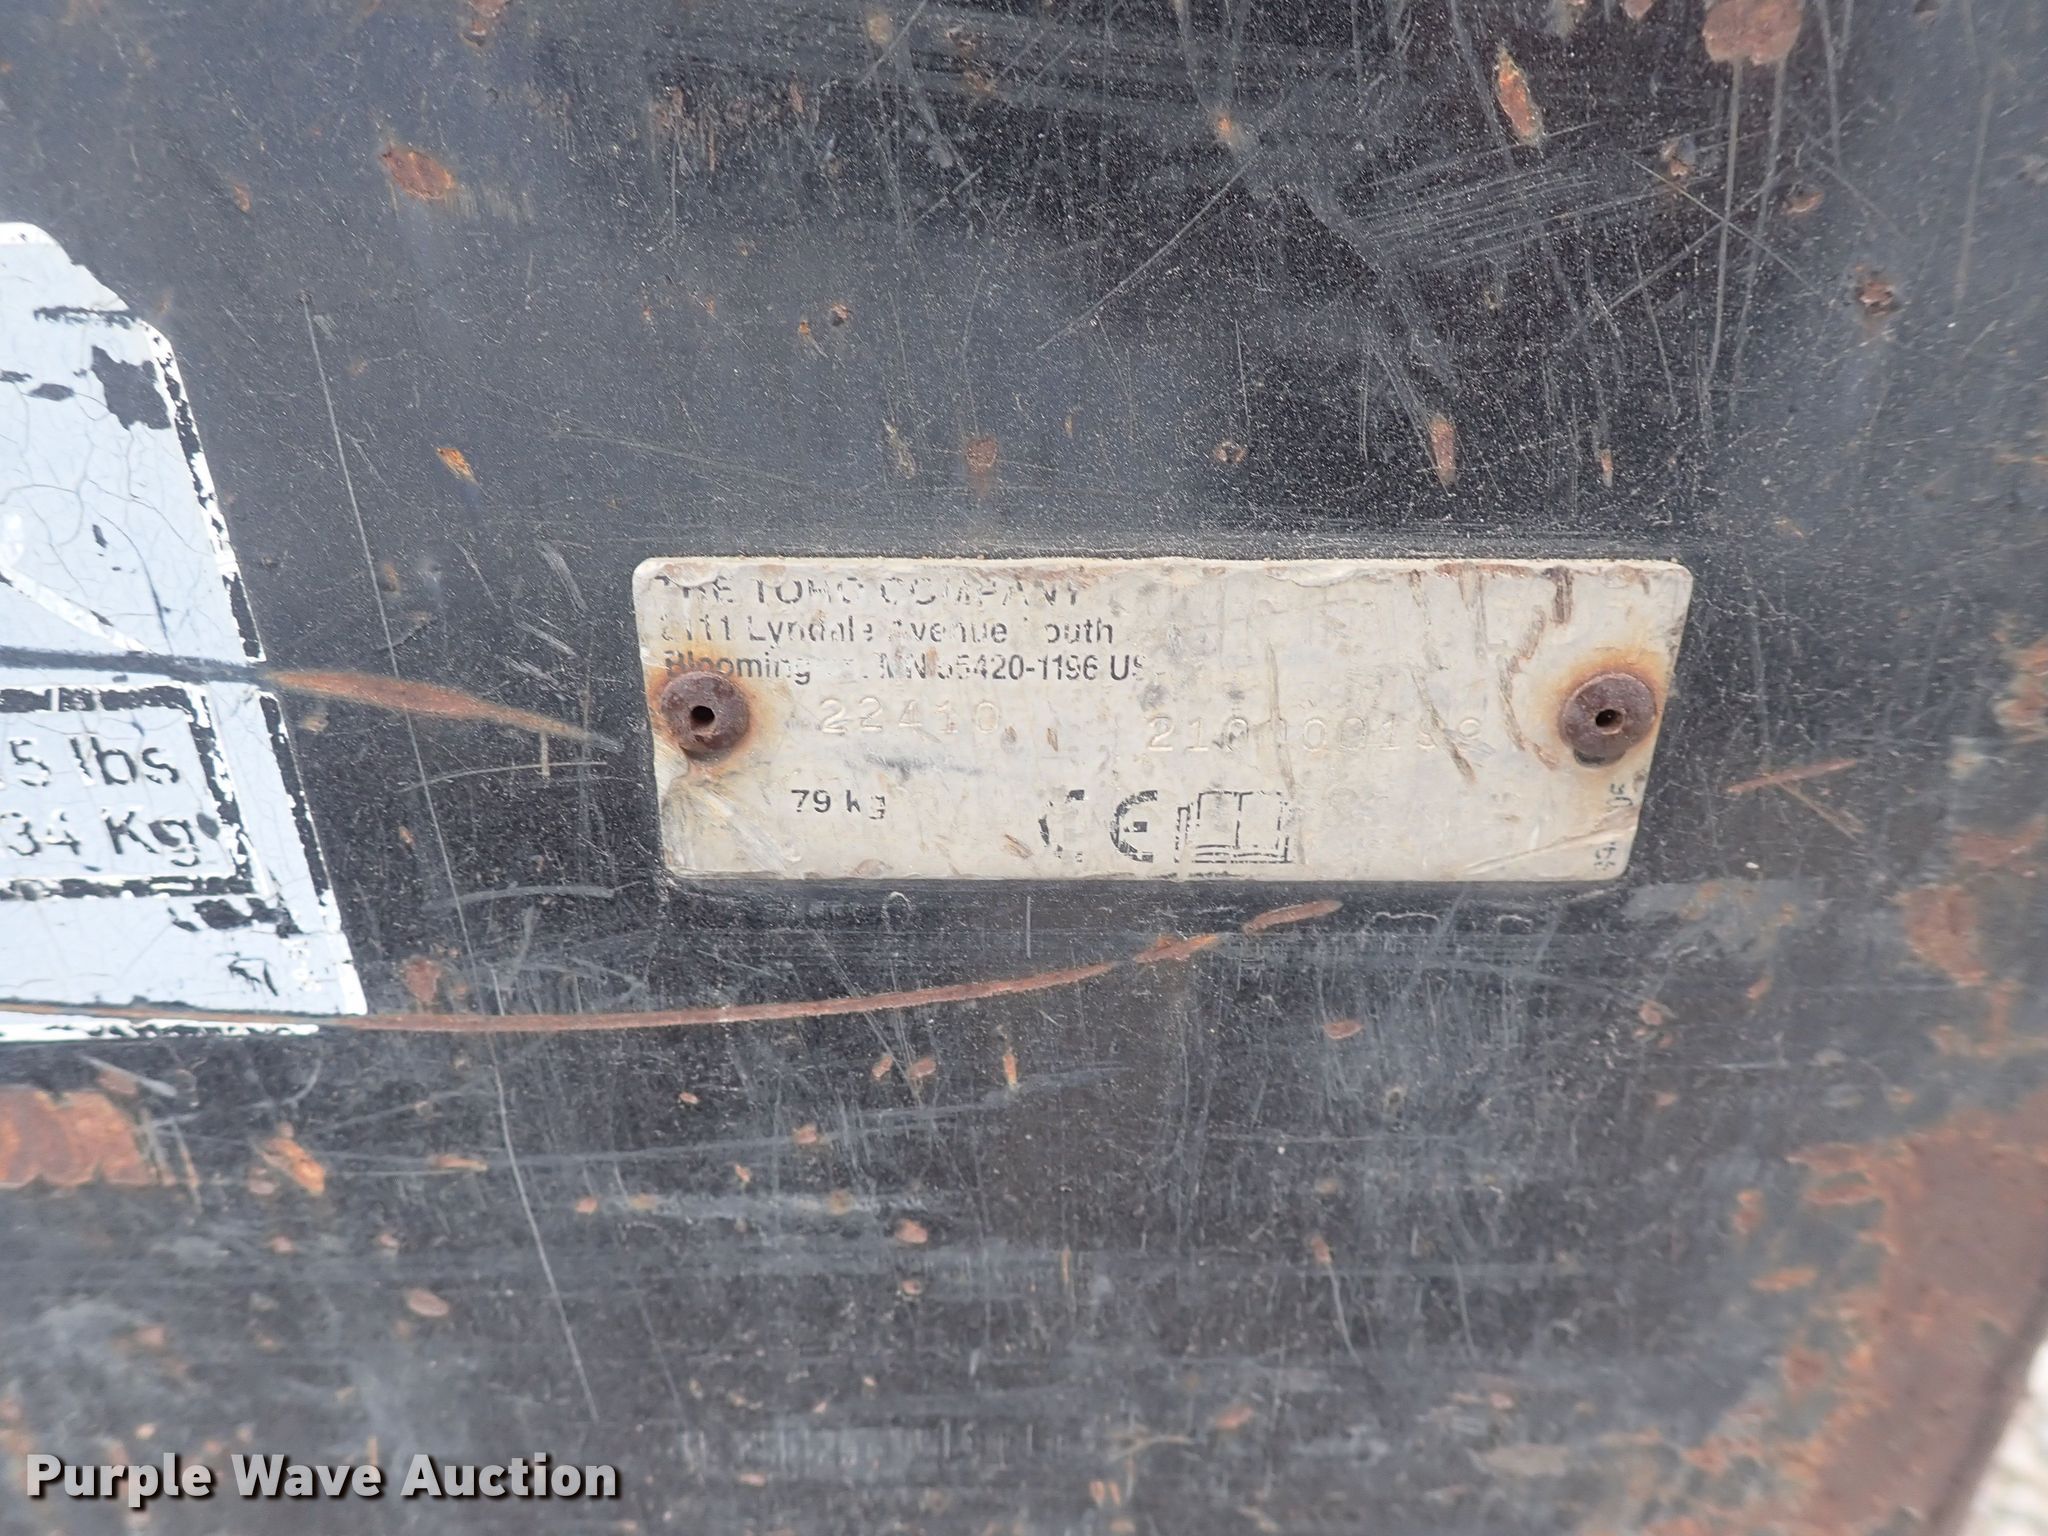 THE TORO COMPANY
8111 Lyndale Avenue South
MN 55420-1196
22410
79 kg
CE
5 lbs
34 Kg
Purple Wave Auction